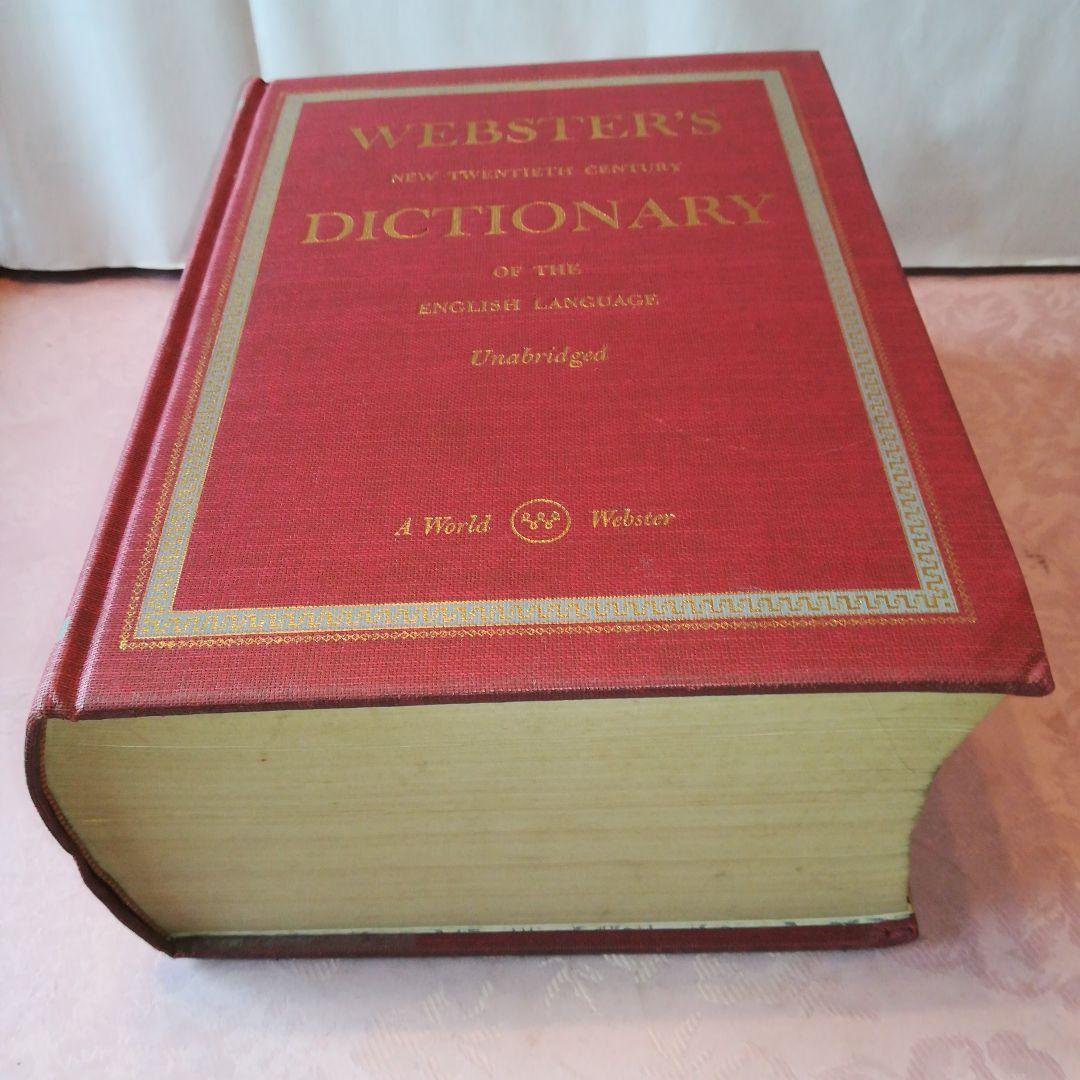 WEBSTER'S
NEW TWENTIETH CENTURY
DICTIONARY
OF THE
ENGLISH LANGUAGE
Unabridged
A World Webster